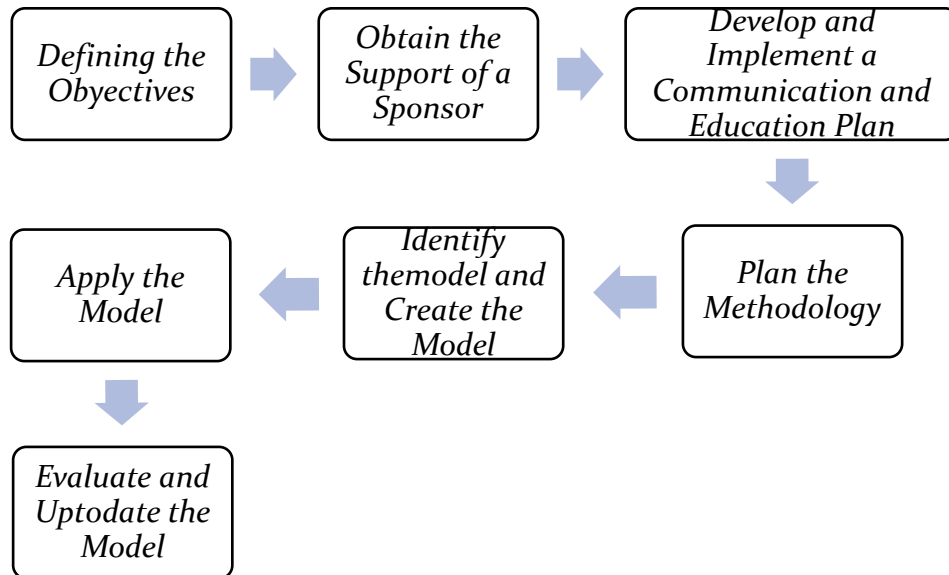 Defining the
Obyectives
Obtain the
Support of a
Sponsor
Develop and
Implement a
Communication and
Education Plan
Plan the
Methodology
Identify
themodel and
Create the
Model
Apply the
Model
Evaluate and
Uptodate the
Model